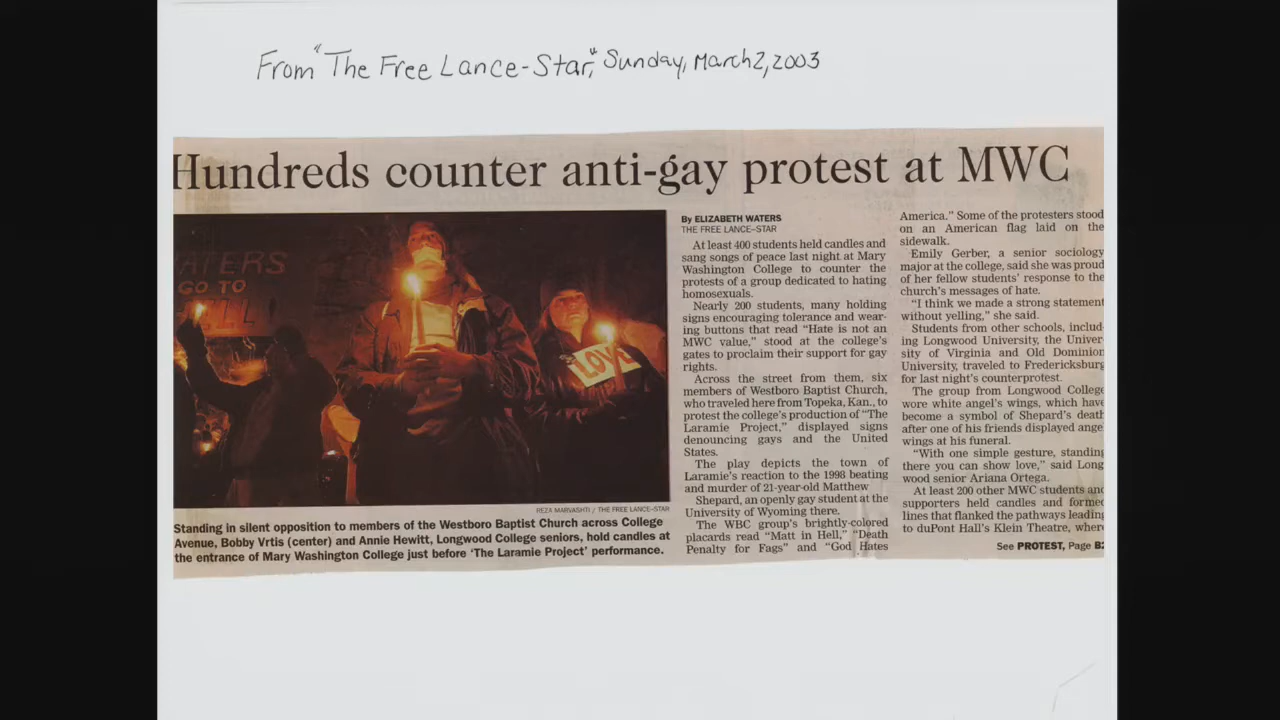 From "The Free Lance-Star," Sunday, March 2, 2003
Hundreds counter anti-gay protest at MWC
GO TO
LOVE
REZA MARVASHTI / THE FREE LANCE–STAR
Standing in silent opposition to members of the Westboro Baptist Church across College
Avenue, Bobby Vrtis (center) and Annie Hewitt, Longwood College seniors, hold candles at
the entrance of Mary Washington College just before ‘The Laramie Project’ performance.
By ELIZABETH WATERS
THE FREE LANCE–STAR
At least 400 students held candles and
sang songs of peace last night at Mary
Washington College to counter the
protests of a group dedicated to hating
homosexuals.
Nearly 200 students, many holding
signs encouraging tolerance and wear-
ing buttons that read “Hate is not an
MWC value,” stood at the college’s
gates to proclaim their support for gay
rights.
Across the street from them, six
members of Westboro Baptist Church,
who traveled here from Topeka, Kan., to
protest the college’s production of “The
Laramie Project,” displayed signs
denouncing gays and the United
States.
The play depicts the town of
Laramie’s reaction to the 1998 beating
and murder of 21-year-old Matthew
Shepard, an openly gay student at the
University of Wyoming there.
The WBC group’s brightly-colored
placards read “Matt in Hell,” “Death
Penalty for Fags” and “God Hates
America.” Some of the protesters stood
on an American flag laid on the
sidewalk.
Emily Gerber, a senior sociology
major at the college, said she was proud
of her fellow students’ response to the
church’s messages of hate.
“I think we made a strong statement
without yelling,” she said.
Students from other schools, includ-
ing Longwood University, the Univer-
sity of Virginia and Old Dominion
University, traveled to Fredericksburg
for last night’s counterprotest.
The group from Longwood College
wore white angel’s wings, which have
become a symbol of Shepard’s death
after one of his friends displayed angel
wings at his funeral.
“With one simple gesture, standing
there you can show love,” said Long
wood senior Ariana Ortega.
At least 200 other MWC students and
supporters held candles and formed
lines that flanked the pathways leading
to duPont Hall’s Klein Theatre, where
See PROTEST, Page B2